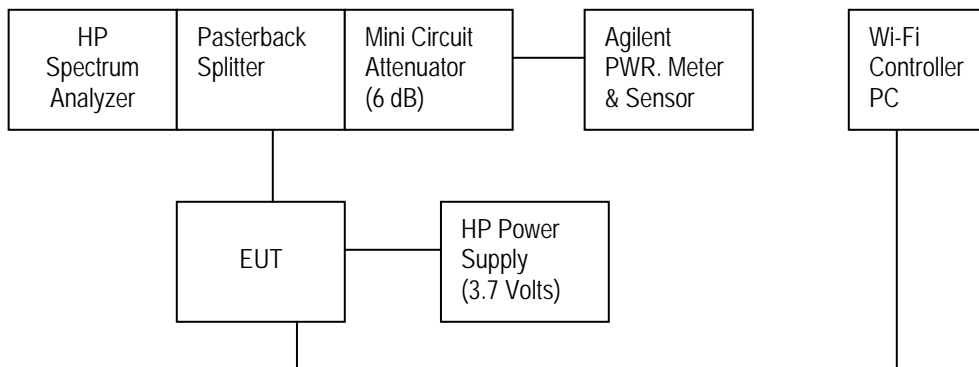 HP
Spectrum
Analyzer
Pasterback
Splitter
Mini Circuit
Attenuator
(6 dB)
Agilent
PWR. Meter
& Sensor
Wi-Fi
Controller
PC
EUT
HP Power
Supply
(3.7 Volts)